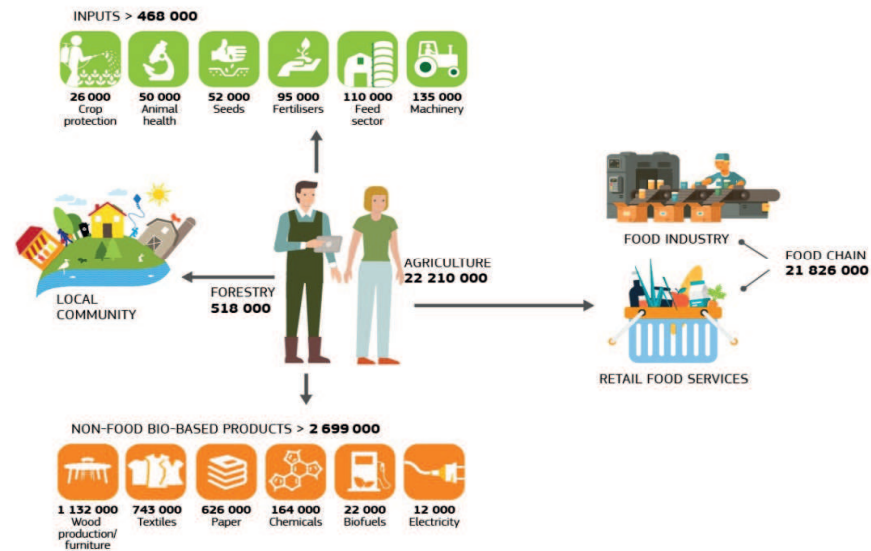 INPUTS > 468 000
26 000
Crop
protection
50 000
Animal
health
52 000
Seeds
95 000
Fertilisers
110 000
Feed
sector
135 000
Machinery
LOCAL
COMMUNITY
FORESTRY
518 000
AGRICULTURE
22 210 000
FOOD INDUSTRY
FOOD CHAIN
21 826 000
RETAIL FOOD SERVICES
NON-FOOD BIO-BASED PRODUCTS > 2 699 000
1 132 000
Wood
production/
furniture
743 000
Textiles
626 000
Paper
164 000
Chemicals
22 000
Biofuels
12 000
Electricity